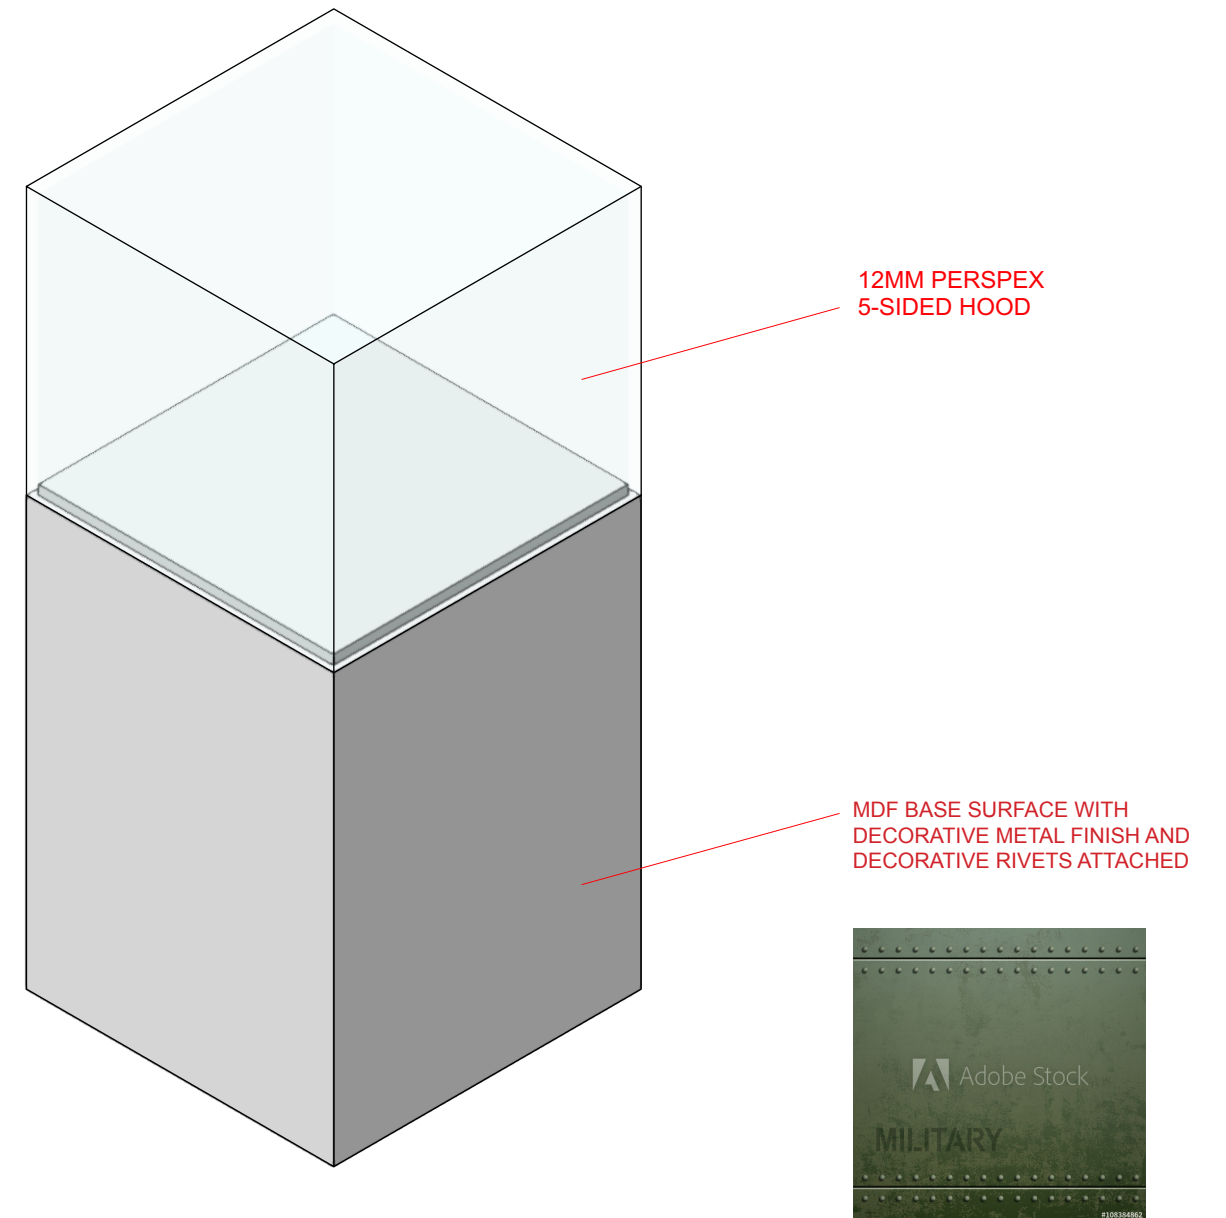 12MM PERSPEX
5-SIDED HOOD
MDF BASE SURFACE WITH
DECORATIVE METAL FINISH AND
DECORATIVE RIVETS ATTACHED
Adobe Stock
MILITARY
#108384862